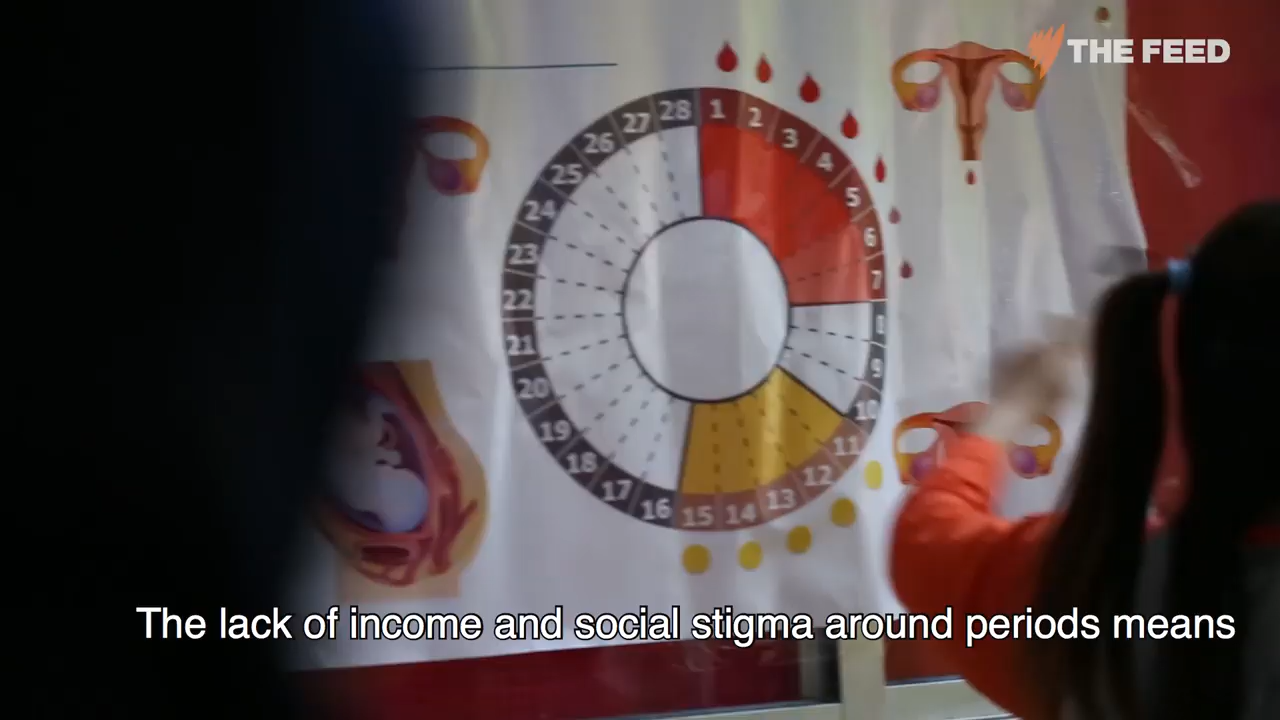 THE FEED
28 1 2 3 4 5 6 7 8 9 10 11 12 13 14 15 16 17 18 19 20 21 22 23 24 25 26 27
The lack of income and social stigma around periods means